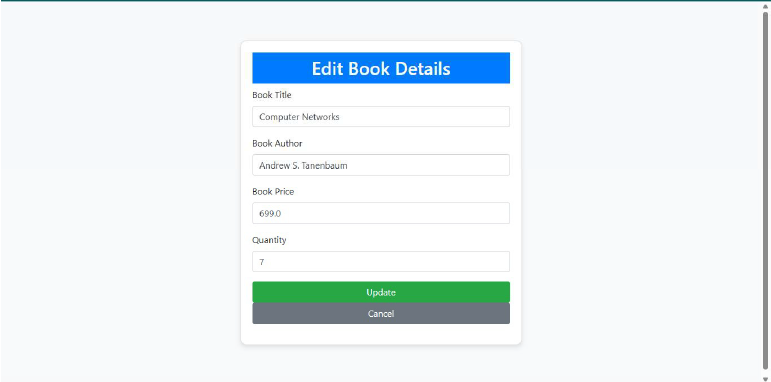 Edit Book Details
Book Title
Computer Networks
Book Author
Andrew S. Tanenbaum
Book Price
699.0
Quantity
7
Update
Cancel